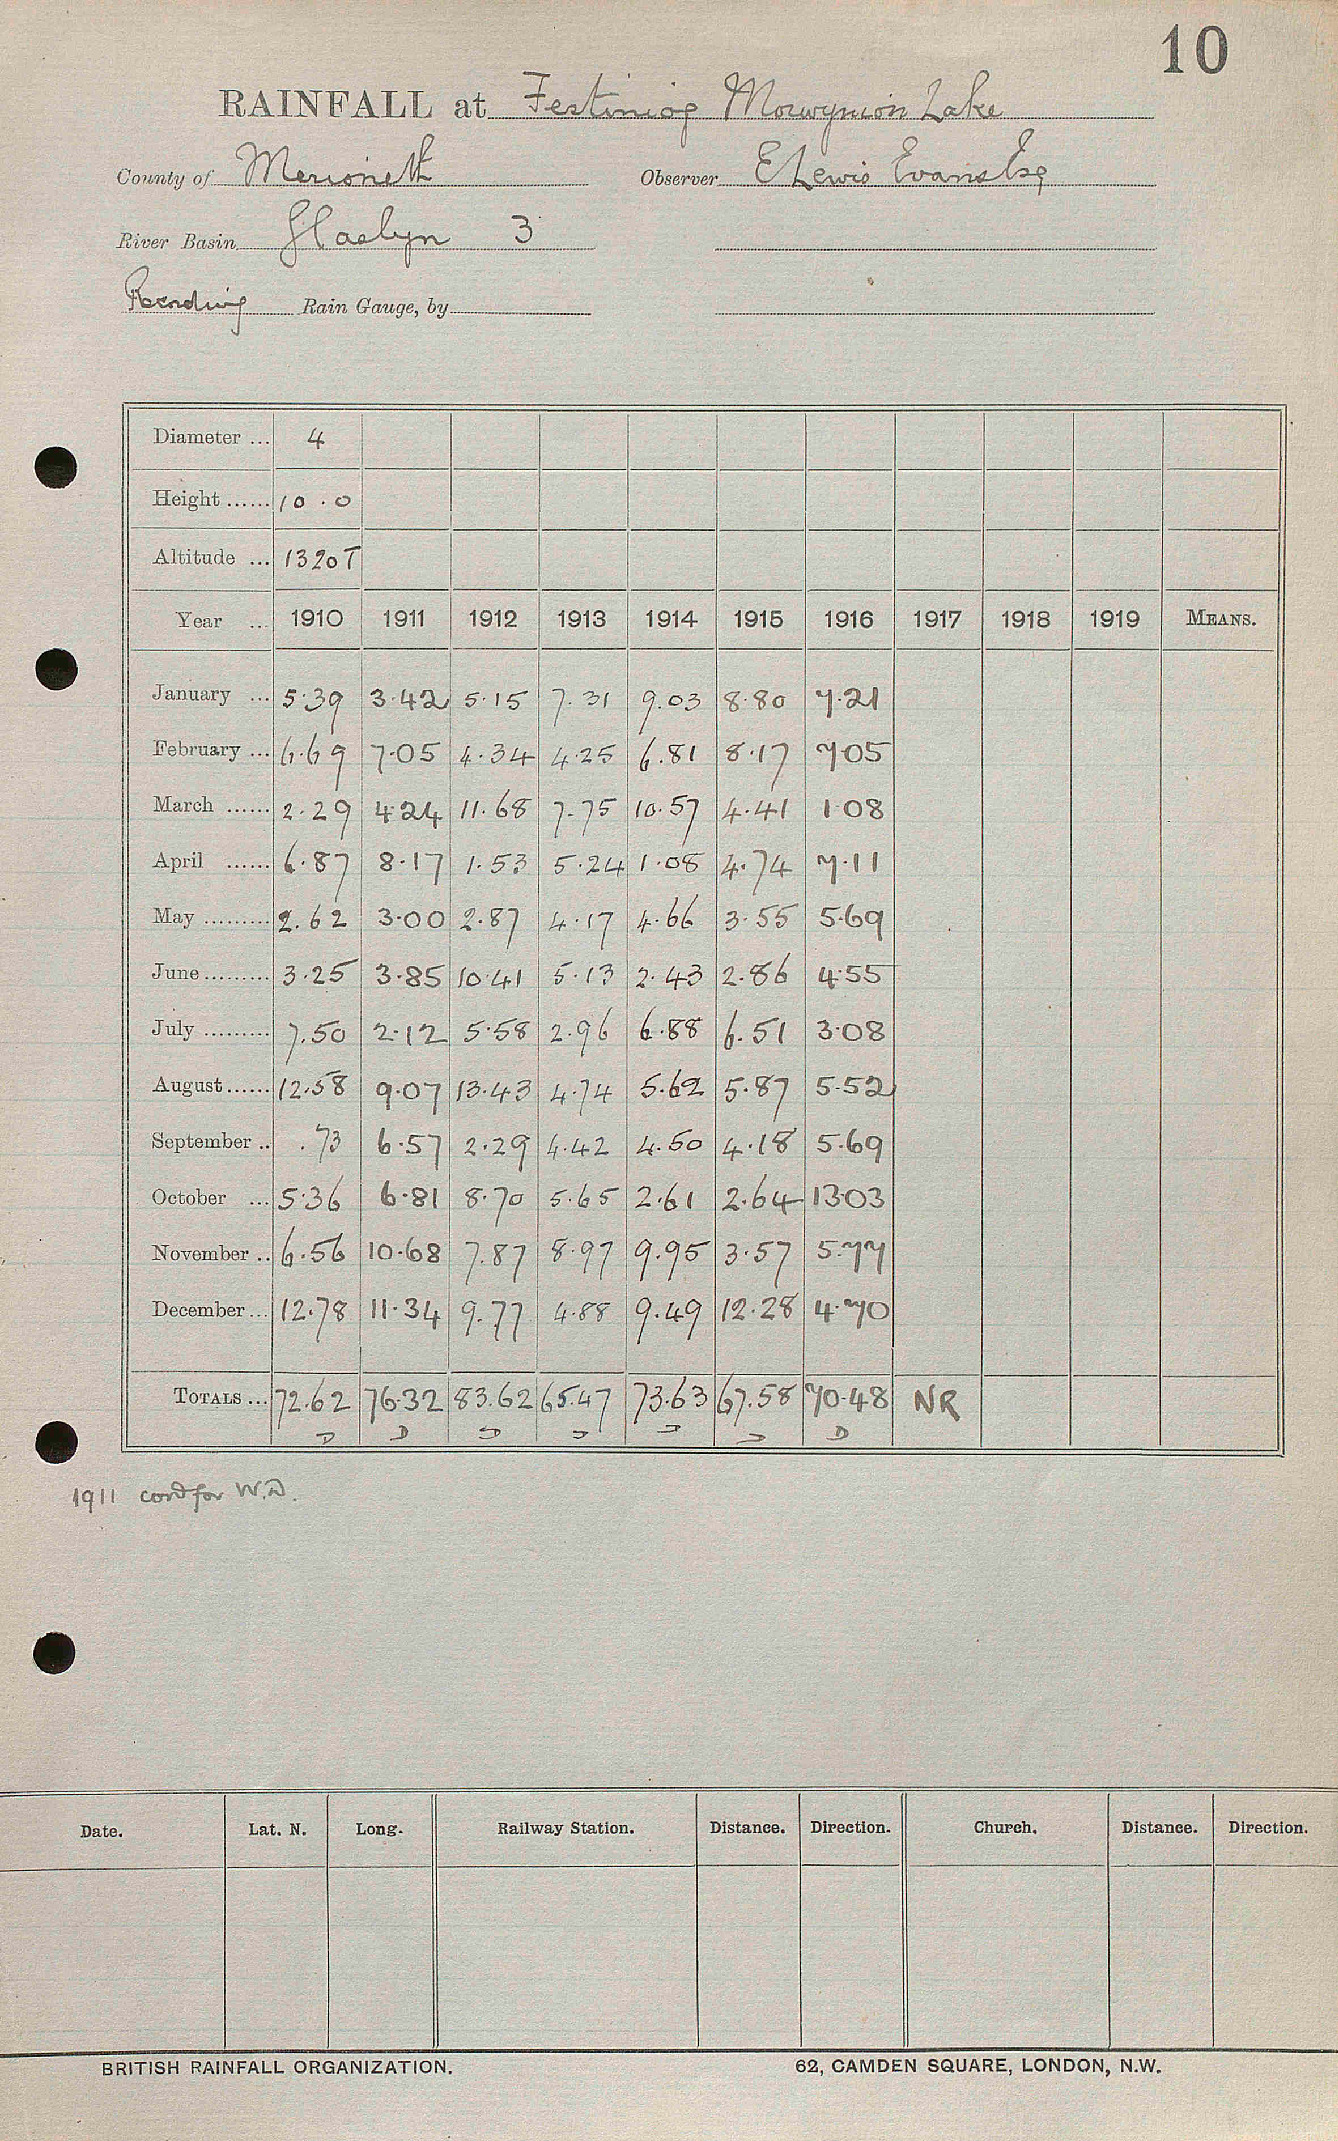 10
RAINFALL at Festiniog Morwynion Lake
County of Merioneth Observer E Lewis Evans Esq
River Basin Glaslyn 3
Rain Gauge, by
Diameter ... 4
Height ...... 10 . 0
Altitude ... 1320 T
Year ... 1910 1911 1912 1913 1914 1915 1916 1917 1918 1919 MEANS.
January ... 5.39 3.42 5.15 7.31 9.03 8.80 7.21
February ... 6.69 7.05 4.34 4.25 6.81 8.17 7.05
March ...... 2.29 4.24 11.68 7.75 10.57 4.41 1.08
April ...... 6.87 8.17 1.53 5.24 1.08 4.74 7.11
May ......... 2.62 3.00 2.87 4.17 4.66 3.55 5.69
June ......... 3.25 3.85 10.41 5.13 2.43 2.86 4.55
July ......... 7.50 2.12 5.58 2.96 6.88 6.51 3.08
August ...... 12.58 9.07 13.43 4.74 5.62 5.87 5.52
September .. .73 6.57 2.29 4.42 4.50 4.18 5.69
October ... 5.36 6.81 8.70 5.65 2.61 2.64 13.03
November .. 6.56 10.68 7.87 8.97 9.95 3.57 5.77
December ... 12.78 11.34 9.77 4.88 9.49 12.28 4.70
TOTALS ... 72.62 76.32 83.62 65.47 73.63 67.58 70.48 NR
D D D D D D D
1911 cord for W.D.
Date. Lat. N. Long. Railway Station. Distance. Direction. Church. Distance. Direction.
BRITISH RAINFALL ORGANIZATION. 62, CAMDEN SQUARE, LONDON, N.W.